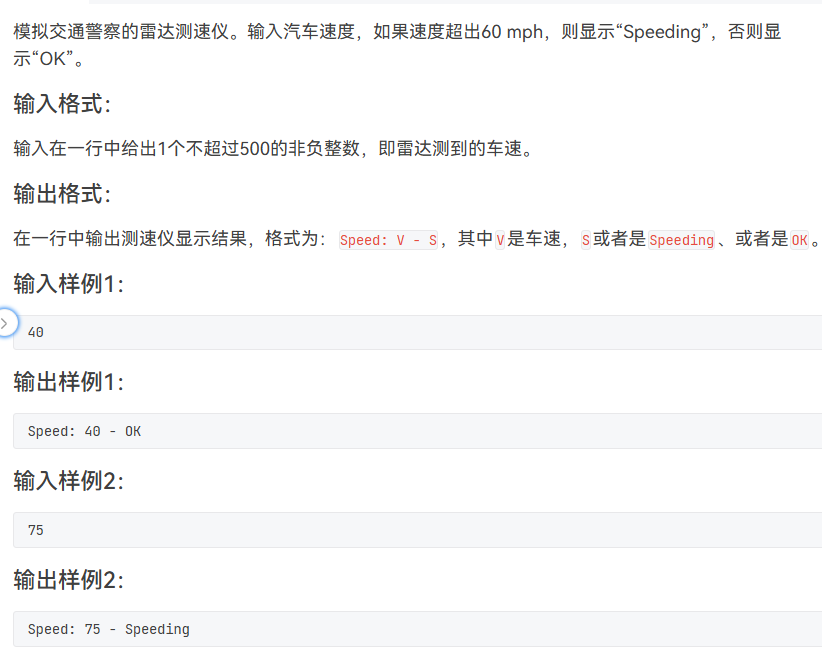 模拟交通警察的雷达测速仪。输入汽车速度，如果速度超出60 mph，则显示“Speeding”，否则显
示“OK”。
输入格式：
输入在一行中给出1个不超过500的非负整数，即雷达测到的车速。
输出格式：
在一行中输出测速仪显示结果，格式为：Speed: V - S，其中V是车速，S或者是Speeding、或者是OK。
输入样例1：
40
输出样例1：
Speed: 40 - OK
输入样例2：
75
输出样例2：
Speed: 75 - Speeding